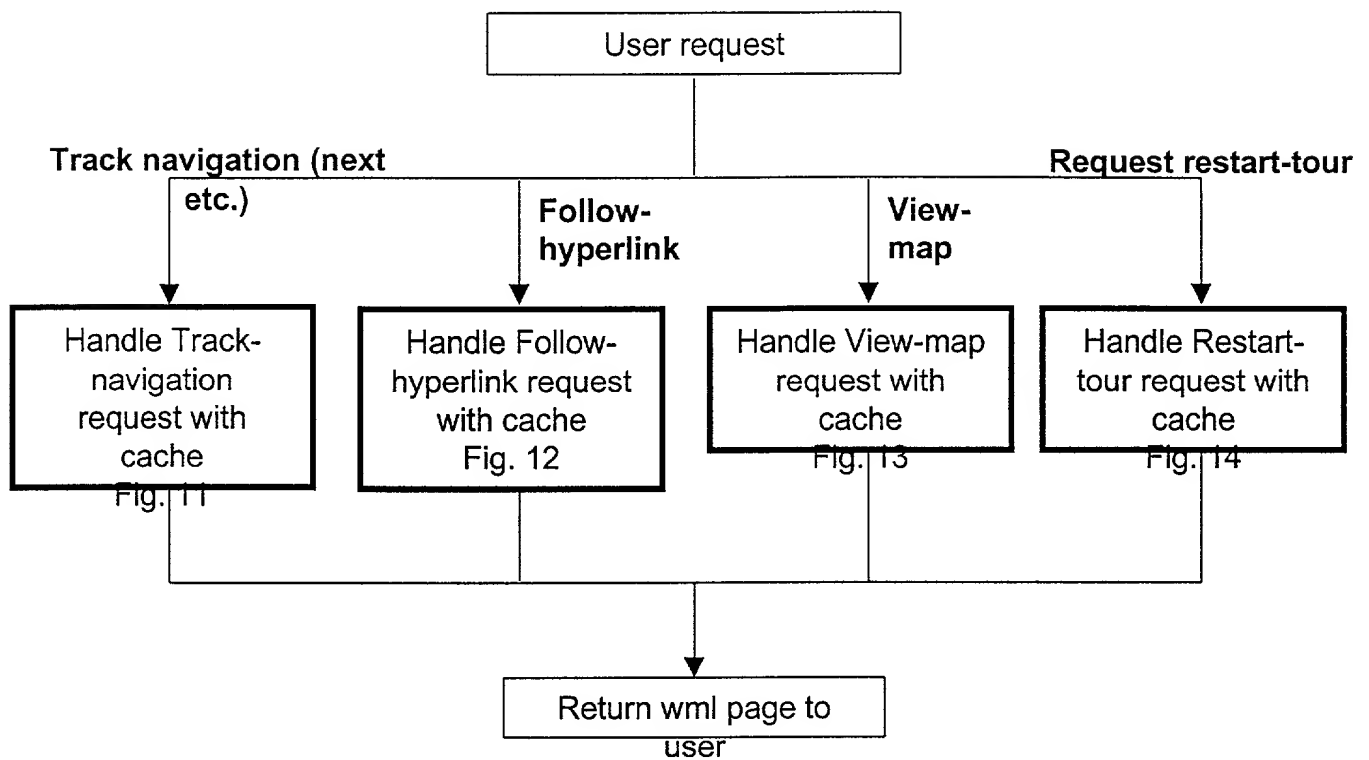 User request
Track navigation (next
etc.)
Follow-
hyperlink
View-
map
Request restart-tour
Handle Track-
navigation
request with
cache
Fig. 11
Handle Follow-
hyperlink request
with cache
Fig. 12
Handle View-map
request with
cache
Fig. 13
Handle Restart-
tour request with
cache
Fig. 14
Return wml page to
user